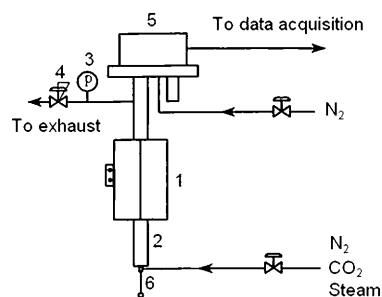 5
To data acquisition
3
4
P
N₂
To exhaust
1
2
N₂
CO₂
6
Steam